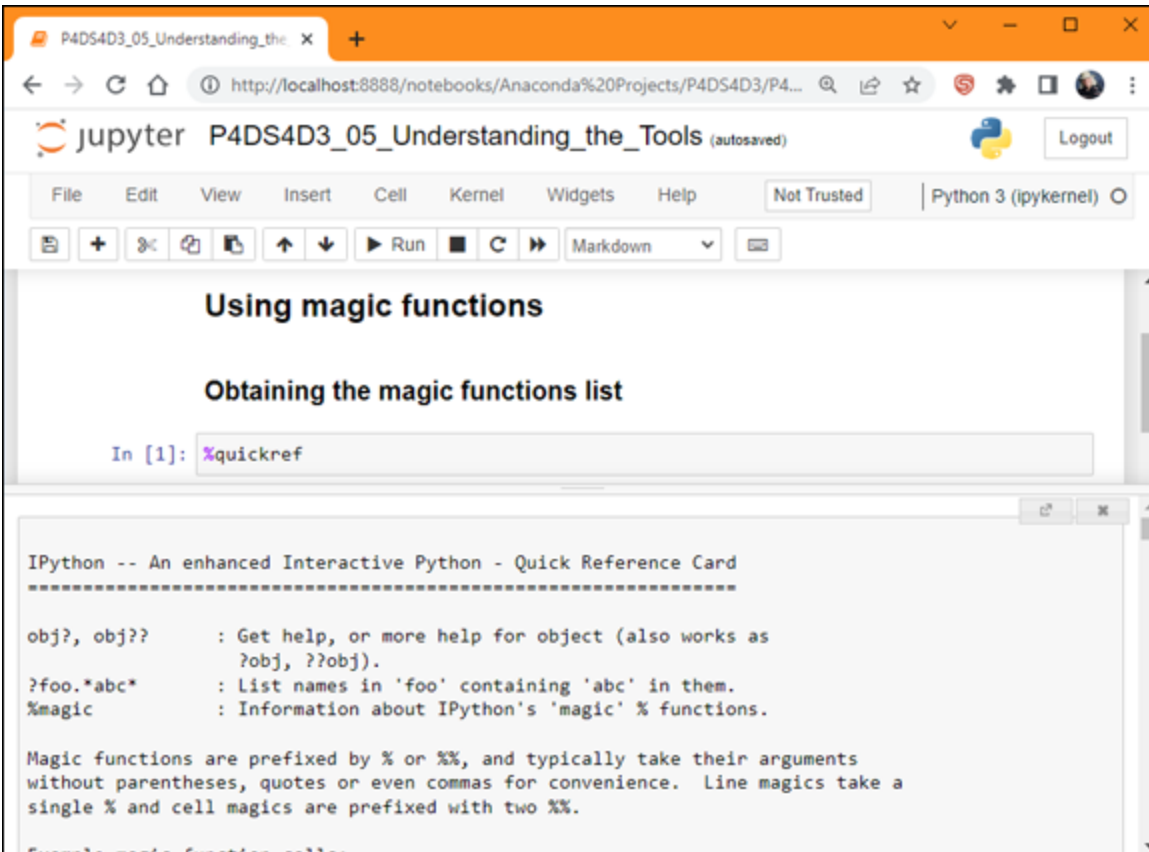 P4DS4D3_05_Understanding_the
http://localhost:8888/notebooks/Anaconda%20Projects/P4DS4D3/P4...
jupyter P4DS4D3_05_Understanding_the_Tools (autosaved) Logout
File Edit View Insert Cell Kernel Widgets Help Not Trusted Python 3 (ipykernel)
Run Markdown
Using magic functions
Obtaining the magic functions list
In [1]: %quickref
IPython -- An enhanced Interactive Python - Quick Reference Card
================================================================
obj?, obj??      : Get help, or more help for object (also works as
?obj, ??obj).
?foo.*abc*       : List names in 'foo' containing 'abc' in them.
%magic           : Information about IPython's 'magic' % functions.
Magic functions are prefixed by % or %%, and typically take their arguments
without parentheses, quotes or even commas for convenience.  Line magics take a
single % and cell magics are prefixed with two %%.